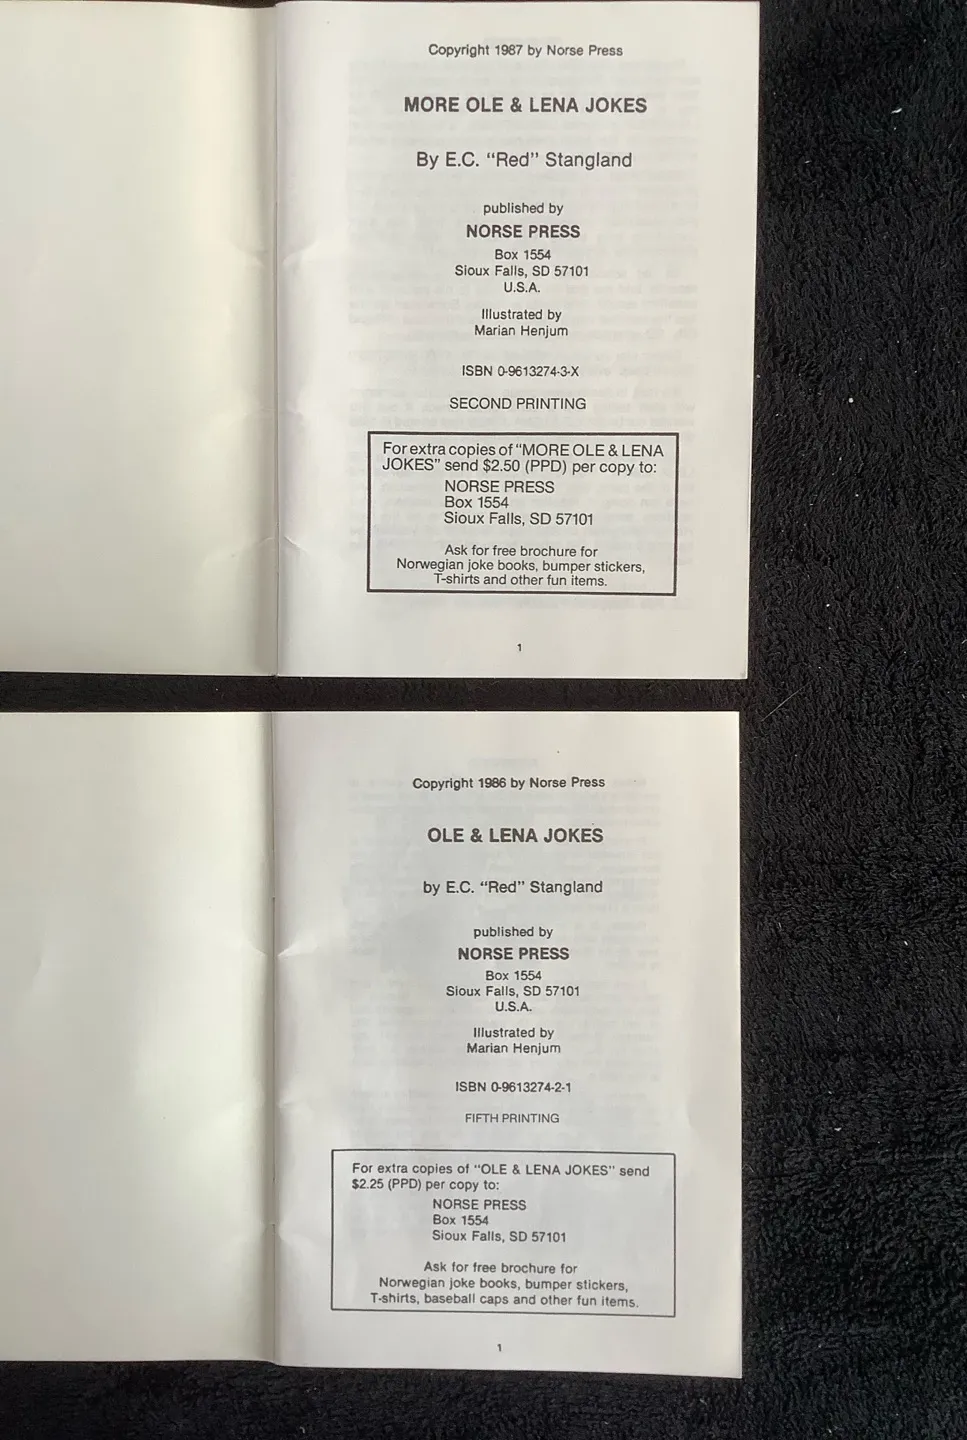 Copyright 1987 by Norse Press
MORE OLE & LENA JOKES
By E.C. “Red” Stangland
published by
NORSE PRESS
Box 1554
Sioux Falls, SD 57101
U.S.A.
Illustrated by
Marian Henjum
ISBN 0-9613274-3-X
SECOND PRINTING
For extra copies of “MORE OLE & LENA
JOKES” send $2.50 (PPD) per copy to:
NORSE PRESS
Box 1554
Sioux Falls, SD 57101
Ask for free brochure for
Norwegian joke books, bumper stickers,
T-shirts and other fun items.
1
Copyright 1986 by Norse Press
OLE & LENA JOKES
by E.C. “Red” Stangland
published by
NORSE PRESS
Box 1554
Sioux Falls, SD 57101
U.S.A.
Illustrated by
Marian Henjum
ISBN 0-9613274-2-1
FIFTH PRINTING
For extra copies of “OLE & LENA JOKES” send
$2.25 (PPD) per copy to:
NORSE PRESS
Box 1554
Sioux Falls, SD 57101
Ask for free brochure for
Norwegian joke books, bumper stickers,
T-shirts, baseball caps and other fun items.
1